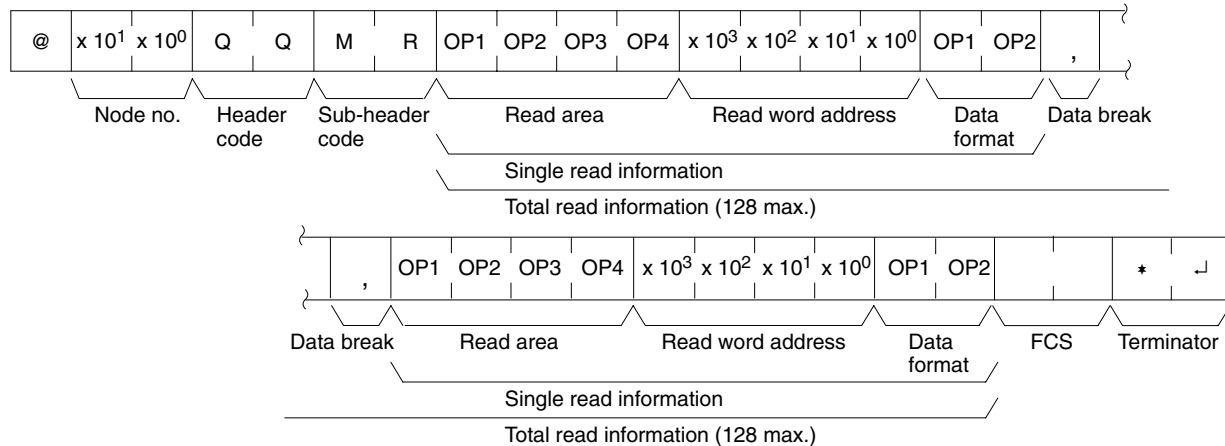 @ x 10¹ x 10⁰ Q Q M R OP1 OP2 OP3 OP4 x 10³ x 10² x 10¹ x 10⁰ OP1 OP2 ,
Node no. Header code Sub-header code Read area Read word address Data format Data break
Single read information
Total read information (128 max.)
, OP1 OP2 OP3 OP4 x 10³ x 10² x 10¹ x 10⁰ OP1 OP2 * ↵
Data break Read area Read word address Data format FCS Terminator
Single read information
Total read information (128 max.)